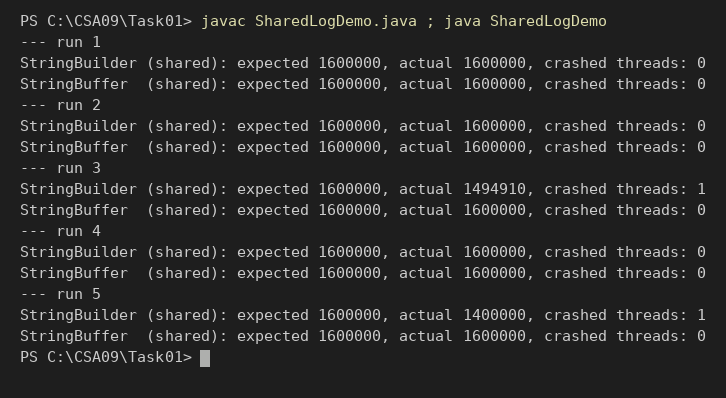 PS C:\CSA09\Task01> javac SharedLogDemo.java ; java SharedLogDemo
--- run 1
StringBuilder (shared): expected 1600000, actual 1600000, crashed threads: 0
StringBuffer  (shared): expected 1600000, actual 1600000, crashed threads: 0
--- run 2
StringBuilder (shared): expected 1600000, actual 1600000, crashed threads: 0
StringBuffer  (shared): expected 1600000, actual 1600000, crashed threads: 0
--- run 3
StringBuilder (shared): expected 1600000, actual 1494910, crashed threads: 1
StringBuffer  (shared): expected 1600000, actual 1600000, crashed threads: 0
--- run 4
StringBuilder (shared): expected 1600000, actual 1600000, crashed threads: 0
StringBuffer  (shared): expected 1600000, actual 1600000, crashed threads: 0
--- run 5
StringBuilder (shared): expected 1600000, actual 1400000, crashed threads: 1
StringBuffer  (shared): expected 1600000, actual 1600000, crashed threads: 0
PS C:\CSA09\Task01>